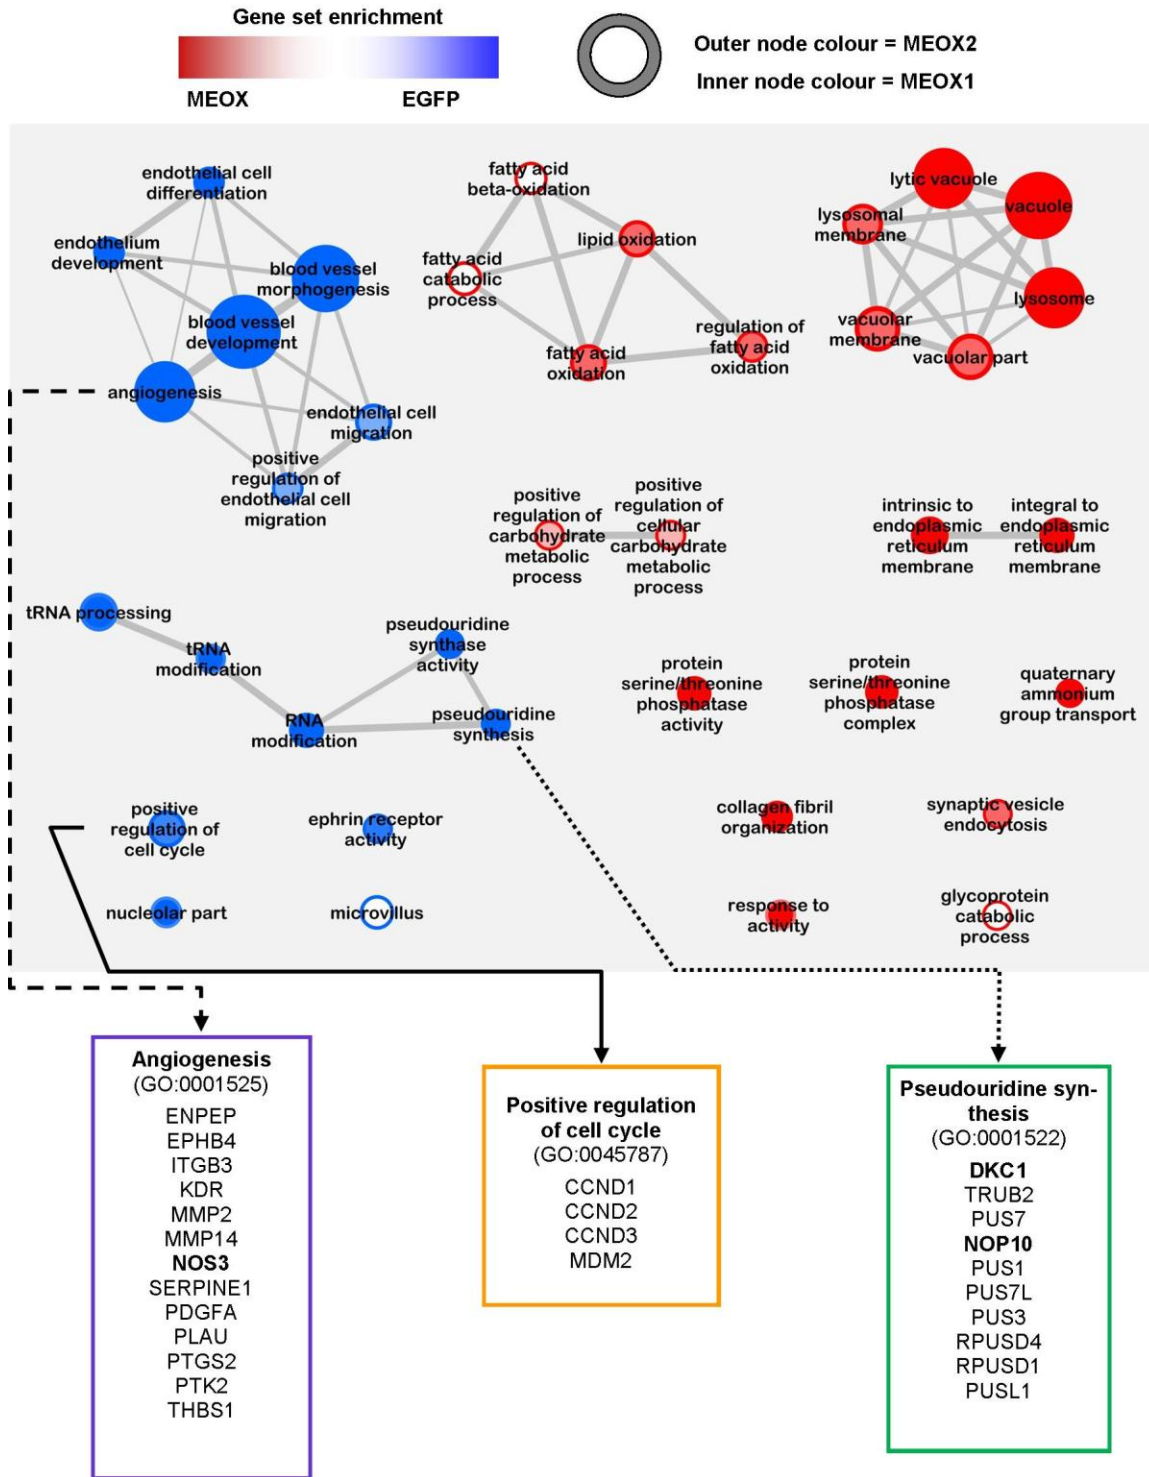 Gene set enrichment
MEOX
EGFP
Outer node colour = MEOX2
Inner node colour = MEOX1
endothelial cell
differentiation
endothelium
development
blood vessel
morphogenesis
blood vessel
development
angiogenesis
endothelial cell
migration
positive
regulation of
endothelial cell
migration
fatty acid
beta-oxidation
lipid oxidation
fatty acid
catabolic
process
fatty acid
oxidation
regulation of
fatty acid
oxidation
lytic vacuole
vacuole
lysosomal
membrane
lysosome
vacuolar
membrane
vacuolar part
positive
regulation of
carbohydrate
metabolic
process
positive
regulation of
cellular
carbohydrate
metabolic
process
intrinsic to
endoplasmic
reticulum
membrane
integral to
endoplasmic
reticulum
membrane
tRNA processing
tRNA
modification
pseudouridine
synthase
activity
RNA
modification
pseudouridine
synthesis
protein
serine/threonine
phosphatase
activity
protein
serine/threonine
phosphatase
complex
quaternary
ammonium
group transport
positive
regulation of
cell cycle
ephrin receptor
activity
collagen fibril
organization
synaptic vesicle
endocytosis
nucleolar part
microvillus
response to
activity
glycoprotein
catabolic
process
Angiogenesis
(GO:0001525)
ENPEP
EPHB4
ITGB3
KDR
MMP2
MMP14
NOS3
SERPINE1
PDGFA
PLAU
PTGS2
PTK2
THBS1
Positive regulation
of cell cycle
(GO:0045787)
CCND1
CCND2
CCND3
MDM2
Pseudouridine syn-
thesis
(GO:0001522)
DKC1
TRUB2
PUS7
NOP10
PUS1
PUS7L
PUS3
RPUSD4
RPUSD1
PUSL1